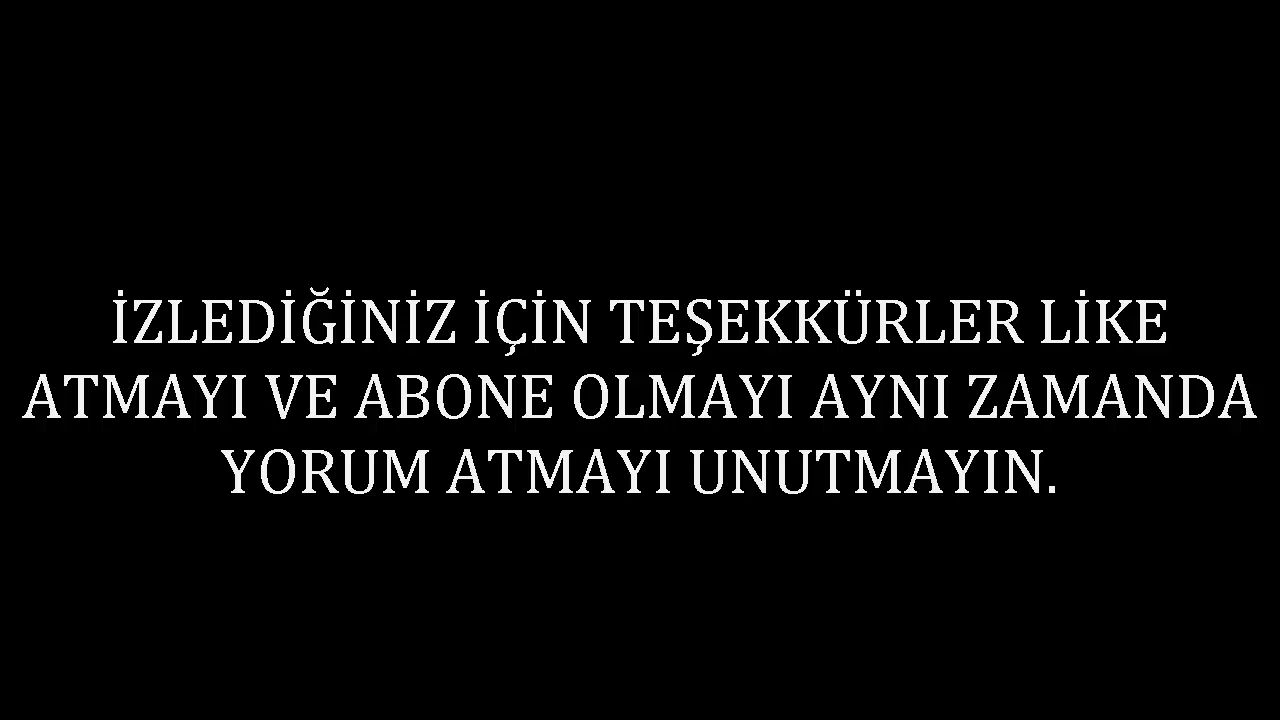 İZLEDİĞİNİZ İÇİN TEŞEKKÜRLER LİKE
ATMAYI VE ABONE OLMAYI AYNI ZAMANDA
YORUM ATMAYI UNUTMAYIN.